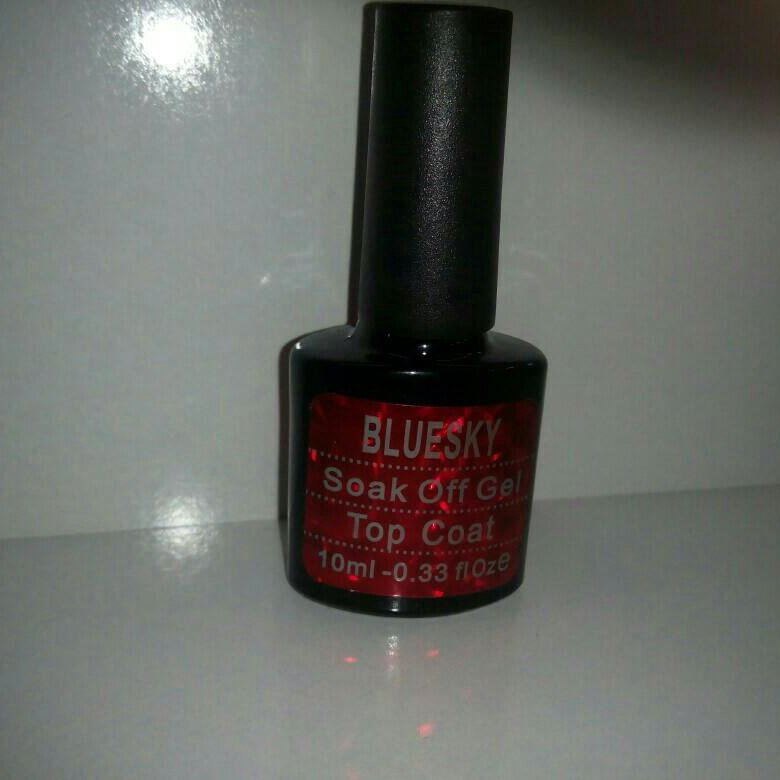 BLUESKY
Soak Off Gel
Top Coat
10ml -0.33 flOze